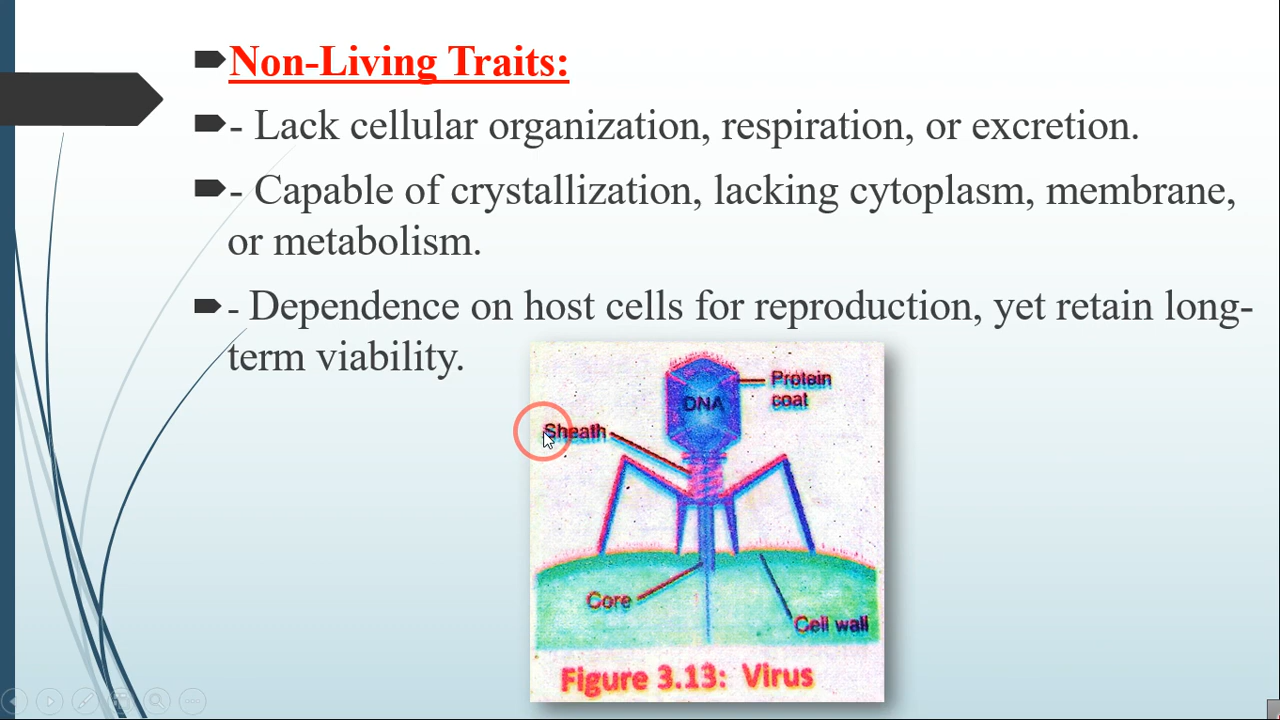 Non-Living Traits:
- Lack cellular organization, respiration, or excretion.
- Capable of crystallization, lacking cytoplasm, membrane,
or metabolism.
- Dependence on host cells for reproduction, yet retain long-
term viability.
Protein
coat
DNA
Sheath
Core
Cell wall
Figure 3.13: Virus